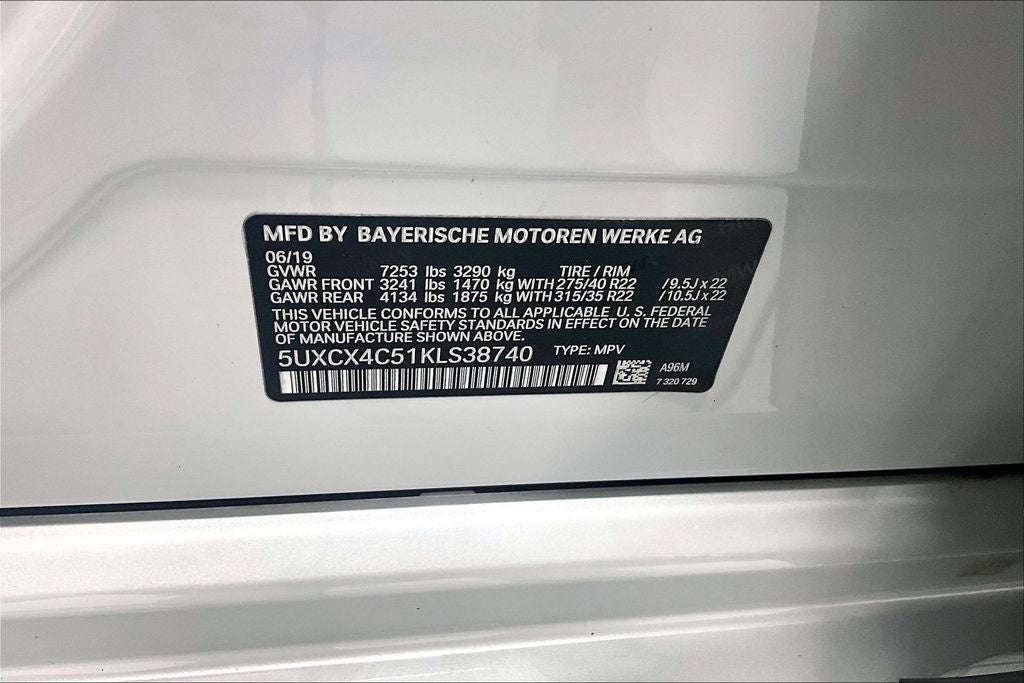 MFD BY BAYERISCHE MOTOREN WERKE AG
06/19
GVWR 7253 lbs 3290 kg TIRE / RIM
GAWR FRONT 3241 lbs 1470 kg WITH 275/40 R22 / 9.5J x 22
GAWR REAR 4134 lbs 1875 kg WITH 315/35 R22 / 10.5J x 22
THIS VEHICLE CONFORMS TO ALL APPLICABLE U. S. FEDERAL
MOTOR VEHICLE SAFETY STANDARDS IN EFFECT ON THE DATE
OF MANUFACTURE SHOWN ABOVE.
5UXCX4C51KLS38740 TYPE: MPV
A96M
7 320 729